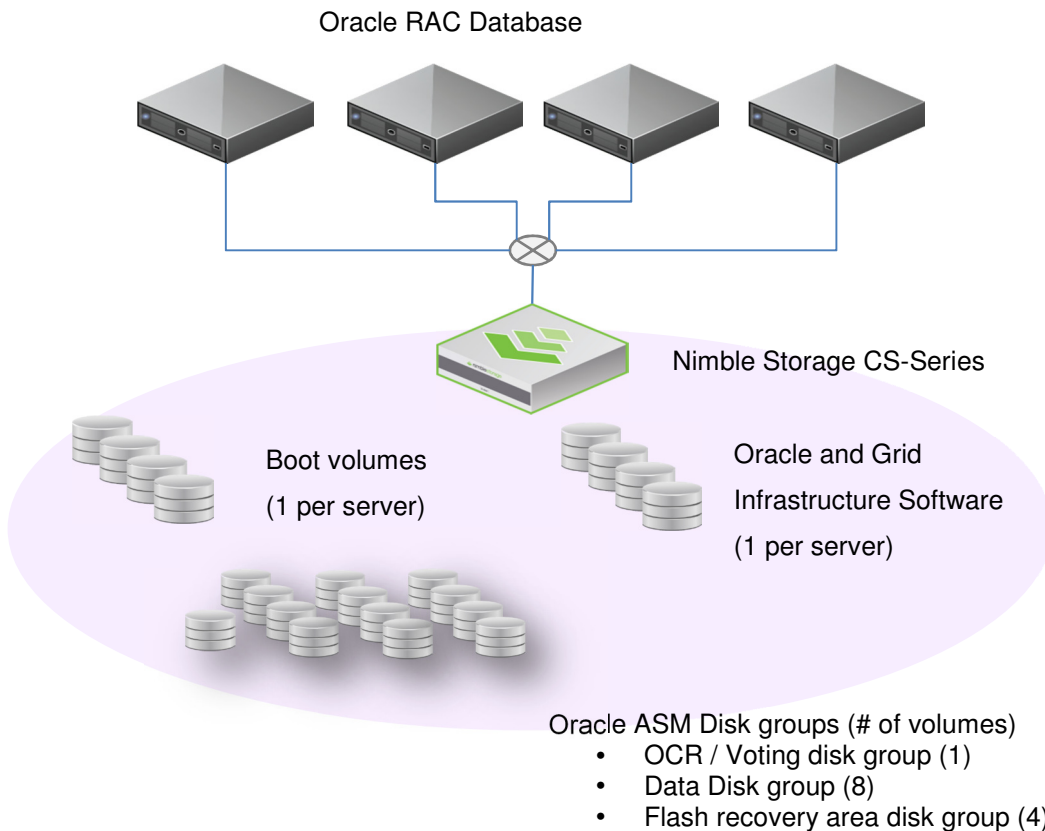 Oracle RAC Database
Nimble Storage CS-Series
Boot volumes
(1 per server)
Oracle and Grid
Infrastructure Software
(1 per server)
Oracle ASM Disk groups (# of volumes)
• OCR / Voting disk group (1)
• Data Disk group (8)
• Flash recovery area disk group (4)